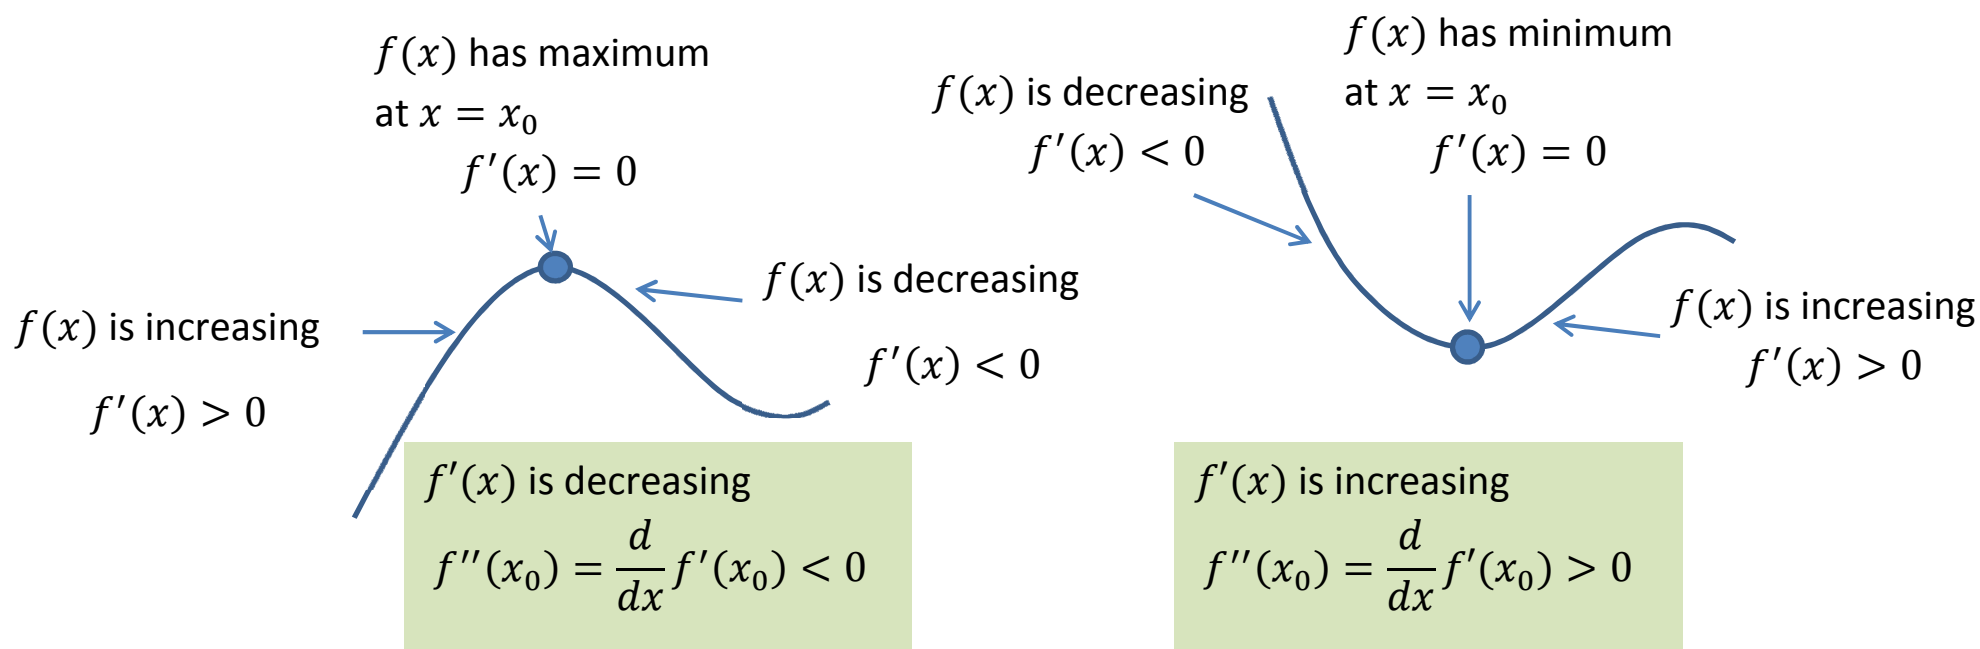 f(x) has maximum
at x = x₀
f′(x) = 0
f(x) is increasing
f′(x) > 0
f(x) is decreasing
f′(x) < 0
f′(x) is decreasing
f′′(x₀) = d/dx f′(x₀) < 0
f(x) is decreasing
f′(x) < 0
f(x) has minimum
at x = x₀
f′(x) = 0
f(x) is increasing
f′(x) > 0
f′(x) is increasing
f′′(x₀) = d/dx f′(x₀) > 0